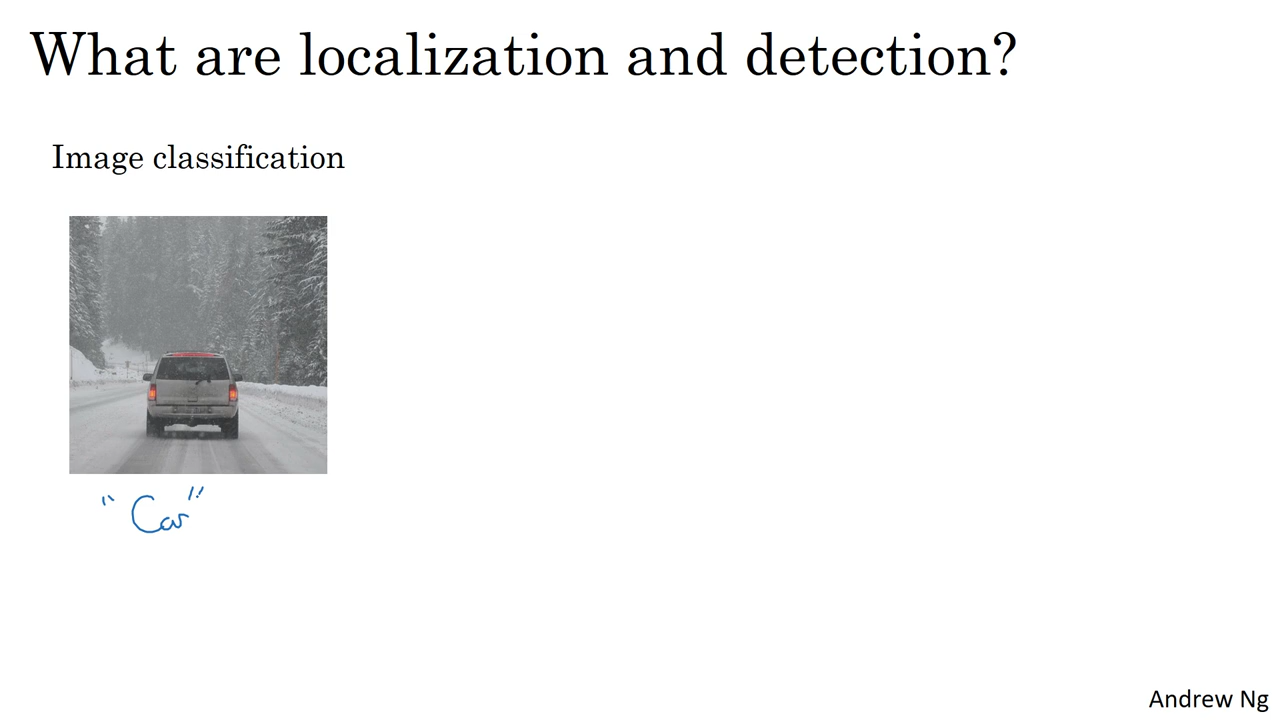 What are localization and detection?
Image classification
"Car"
Andrew Ng